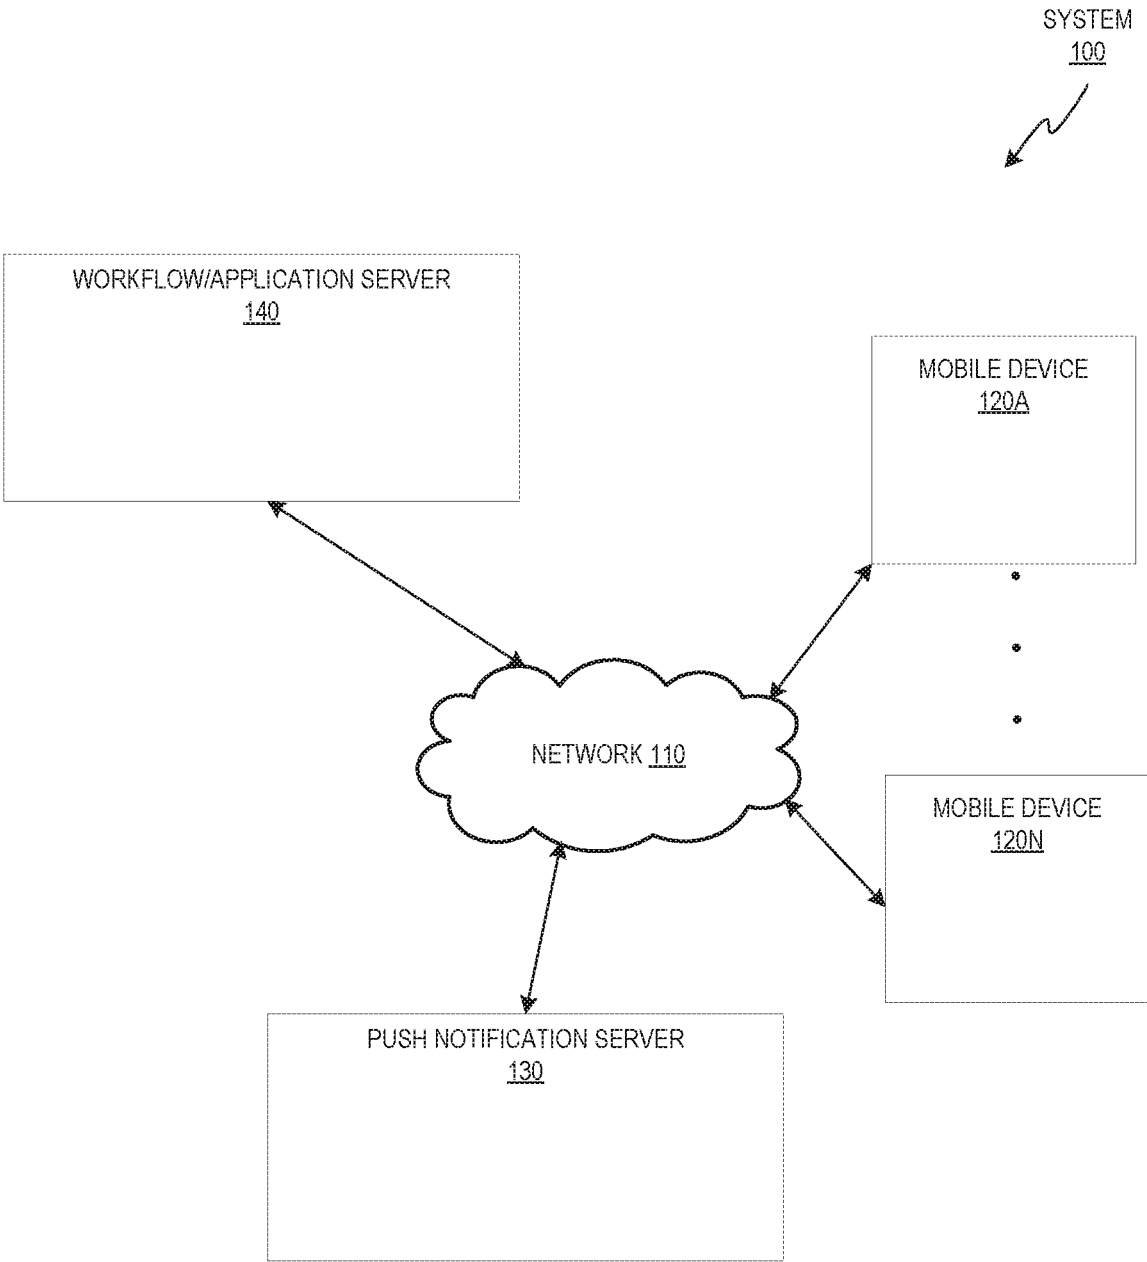 SYSTEM
100
WORKFLOW/APPLICATION SERVER
140
MOBILE DEVICE
120A
NETWORK 110
MOBILE DEVICE
120N
PUSH NOTIFICATION SERVER
130